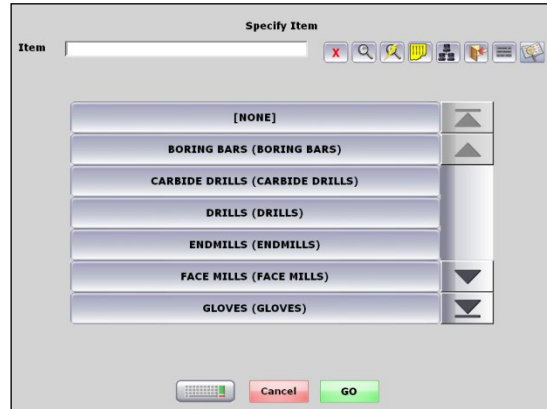 Specify Item
Item
X
[NONE]
BORING BARS (BORING BARS)
CARBIDE DRILLS (CARBIDE DRILLS)
DRILLS (DRILLS)
ENDMILLS (ENDMILLS)
FACE MILLS (FACE MILLS)
GLOVES (GLOVES)
Cancel
GO